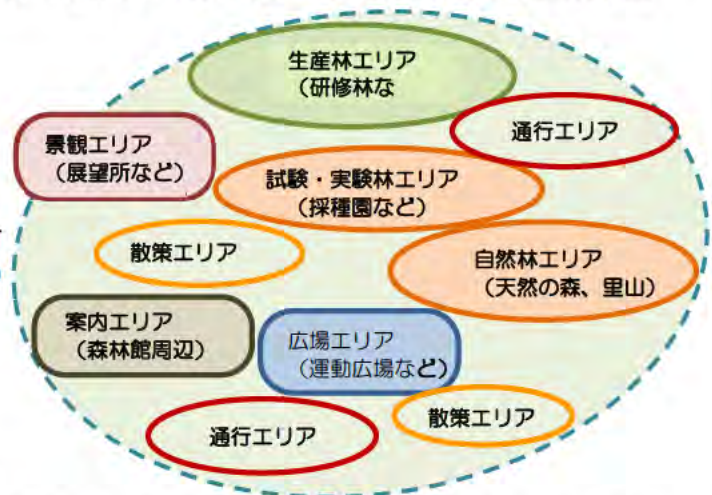 生産林エリア
(研修林な
通行エリア
景観エリア
(展望所など)
試験・実験林エリア
(採種園など)
散策エリア
自然林エリア
(天然の森、里山)
案内エリア
(森林館周辺)
広場エリア
(運動広場など)
散策エリア
通行エリア